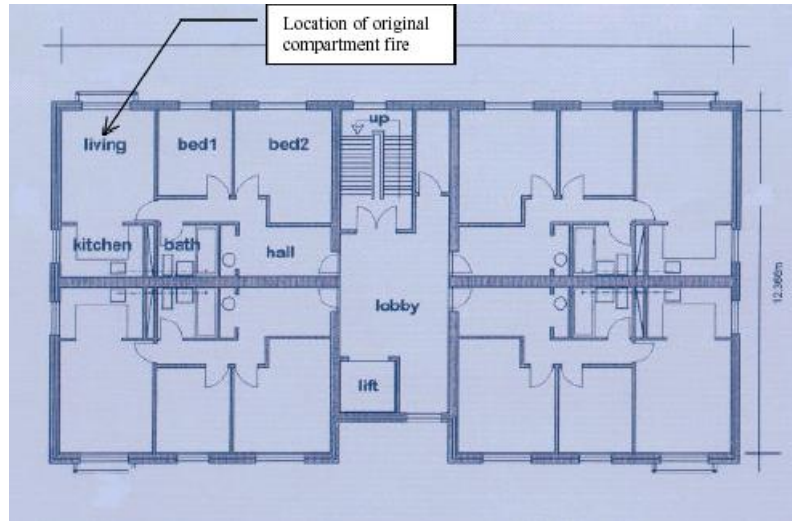 Location of original
compartment fire
up
living
bed1
bed2
kitchen
bath
hall
lobby
lift
12.366m